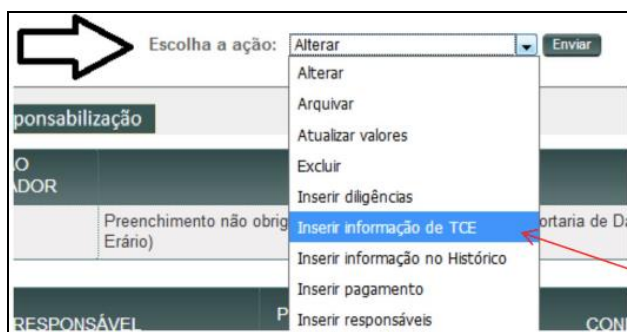 Escolha a ação: Alterar Enviar
Alterar
Arquivar
Atualizar valores
Excluir
Inserir diligências
Inserir informação de TCE
Inserir informação no Histórico
Inserir pagamento
Inserir responsáveis
ponsabilização
Preenchimento não obrig
ortaria de Da
Erário)
RESPONSÁVEL
P
CON